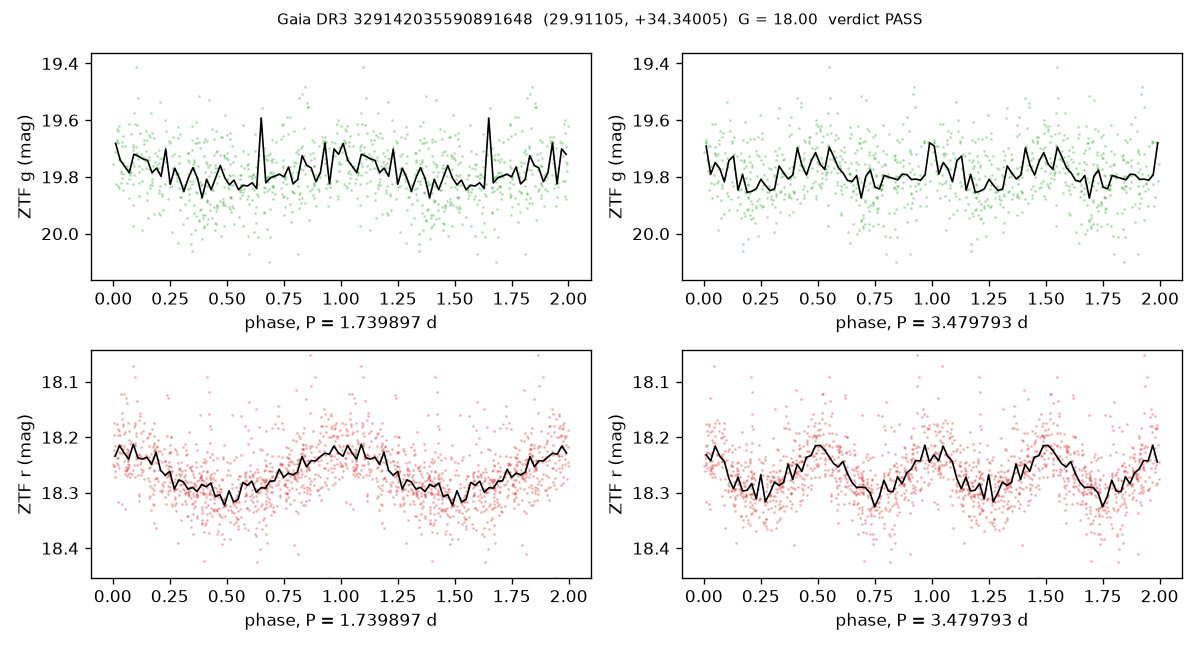 Gaia DR3 329142035590891648 (29.91105, +34.34005) G = 18.00 verdict PASS
19.4
19.6
19.8
20.0
ZTF g (mag)
0.00 0.25 0.50 0.75 1.00 1.25 1.50 1.75 2.00
phase, P = 1.739897 d
19.4
19.6
19.8
20.0
ZTF g (mag)
0.00 0.25 0.50 0.75 1.00 1.25 1.50 1.75 2.00
phase, P = 3.479793 d
18.1
18.2
18.3
18.4
ZTF r (mag)
0.00 0.25 0.50 0.75 1.00 1.25 1.50 1.75 2.00
phase, P = 1.739897 d
18.1
18.2
18.3
18.4
ZTF r (mag)
0.00 0.25 0.50 0.75 1.00 1.25 1.50 1.75 2.00
phase, P = 3.479793 d